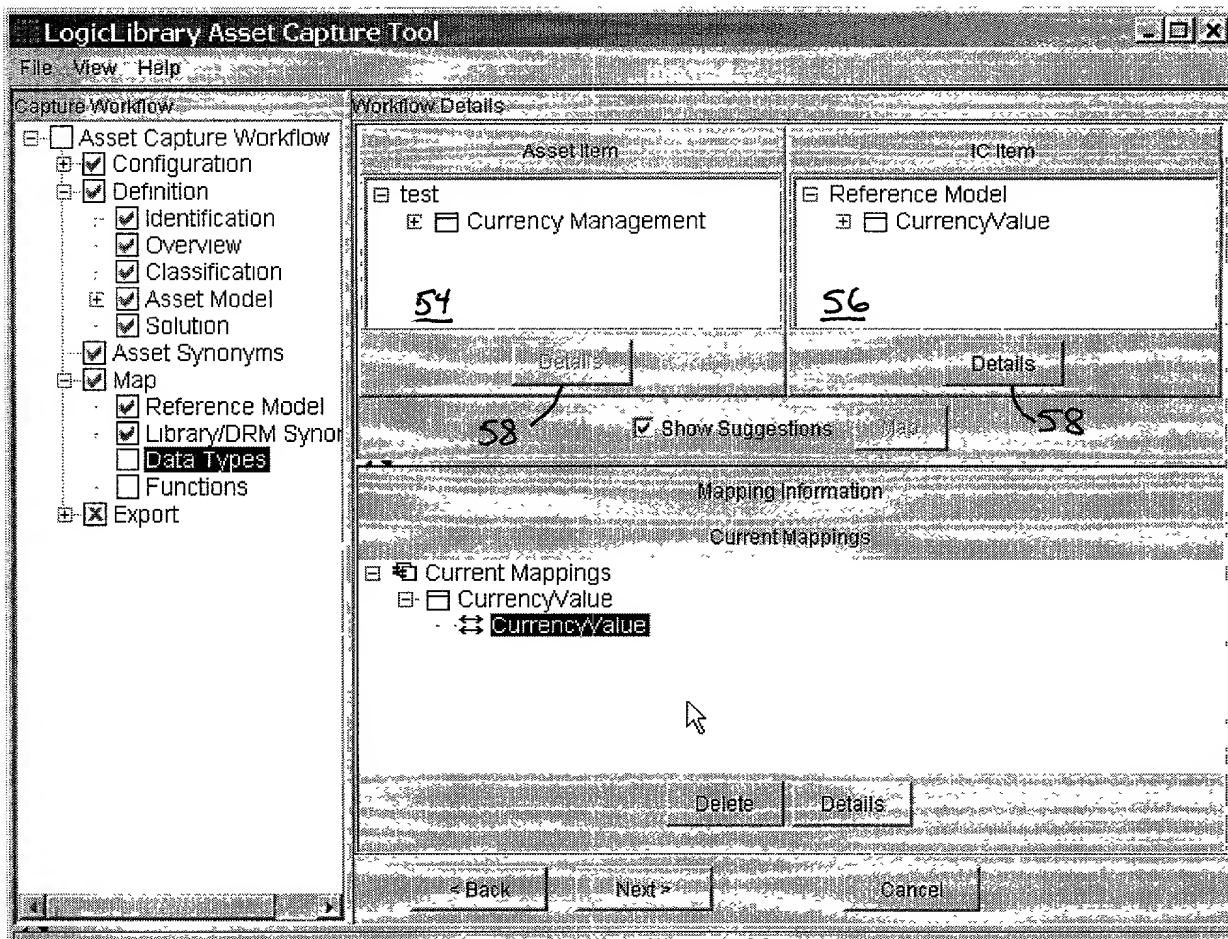 LogicLibrary Asset Capture Tool
File View Help
Capture Workflow
Asset Capture Workflow
Configuration
Definition
Identification
Overview
Classification
Asset Model
Solution
Asset Synonyms
Map
Reference Model
Library/DRM Synor
Data Types
Functions
Export
Workflow Details
Asset Item
test
Currency Management
54
Details
58
IC Item
Reference Model
CurrencyValue
56
Details
58
Show Suggestions
Map
Mapping Information
Current Mappings
Current Mappings
CurrencyValue
CurrencyValue
Delete
Details
< Back
Next >
Cancel